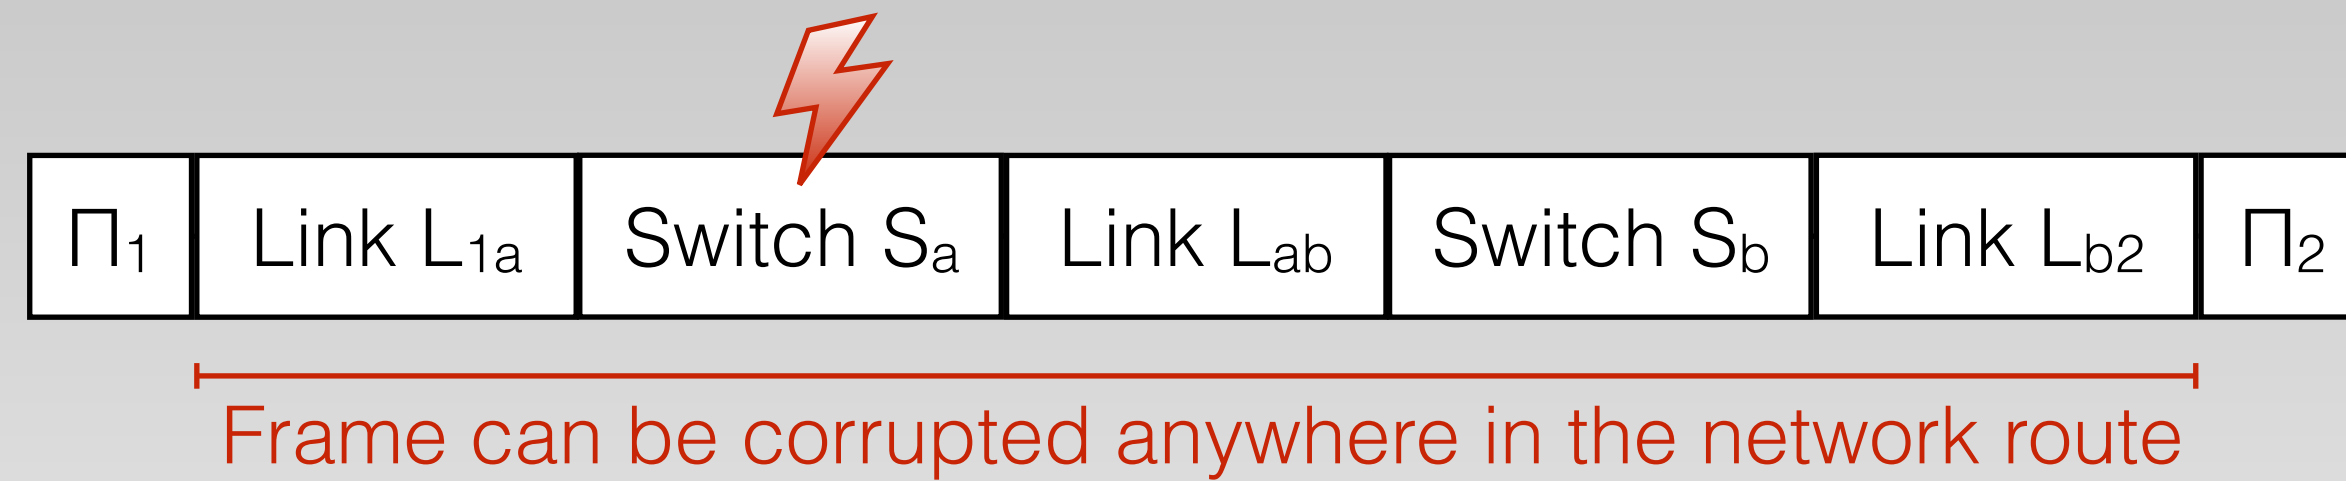 Π₁ Link L₁ₐ Switch Sₐ Link Lab Switch Sb Link Lb2 Π₂
Frame can be corrupted anywhere in the network route